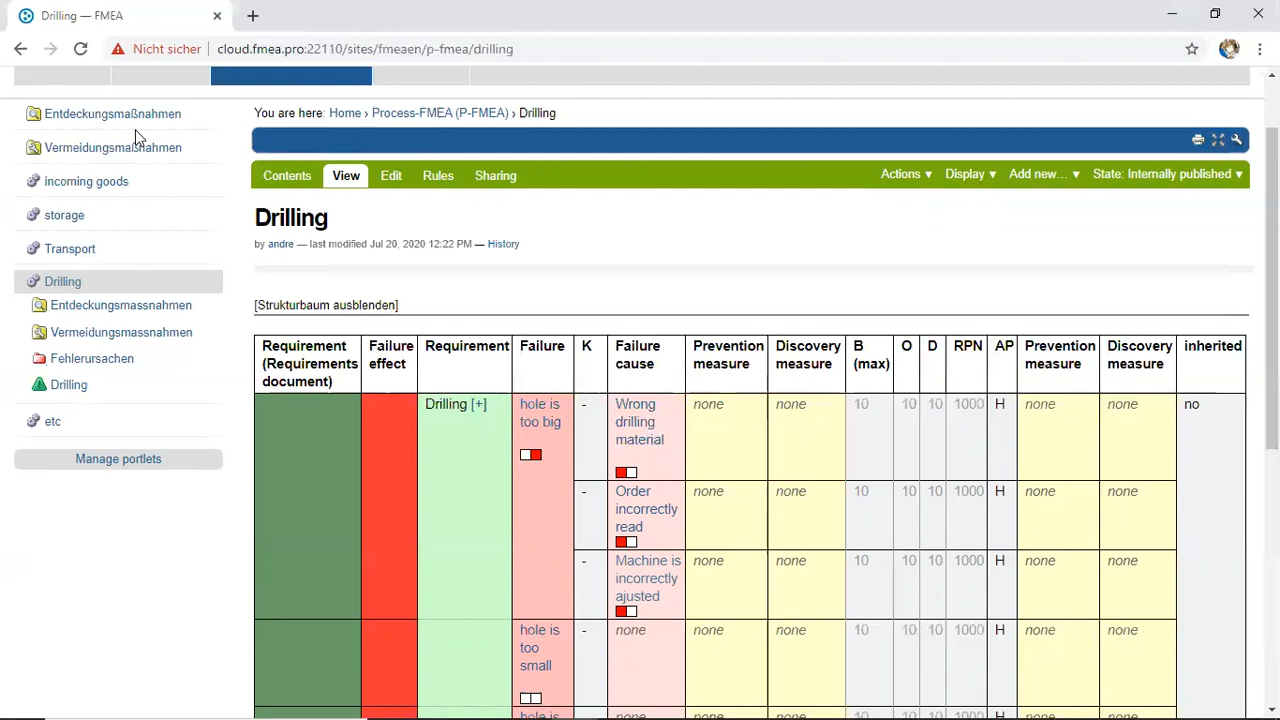 Drilling — FMEA
Nicht sicher
cloud.fmea.pro:22110/sites/fmeaen/p-fmea/drilling
Entdeckungsmaßnahmen
Vermeidungsmaßnahmen
incoming goods
storage
Transport
Drilling
Entdeckungsmassnahmen
Vermeidungsmassnahmen
Fehlerursachen
Drilling
etc
Manage portlets
You are here: Home › Process-FMEA (P-FMEA) › Drilling
Contents View Edit Rules Sharing Actions ▼ Display ▼ Add new... ▼ State: Internally published ▼
Drilling
by andre — last modified Jul 20, 2020 12:22 PM — History
[Strukturbaum ausblenden]
Requirement Failure Requirement Failure K Failure Prevention Discovery B O D RPN AP Prevention Discovery inherited
(Requirements effect cause measure measure (max) measure measure
document)
Drilling [+] hole is - Wrong none none 10 10 10 1000 H none none no
too big drilling
material
- Order none none 10 10 10 1000 H none none
incorrectly
read
- Machine is none none 10 10 10 1000 H none none
incorrectly
ajusted
hole is - none none none 10 10 10 1000 H none none
too
small
hole is none none none